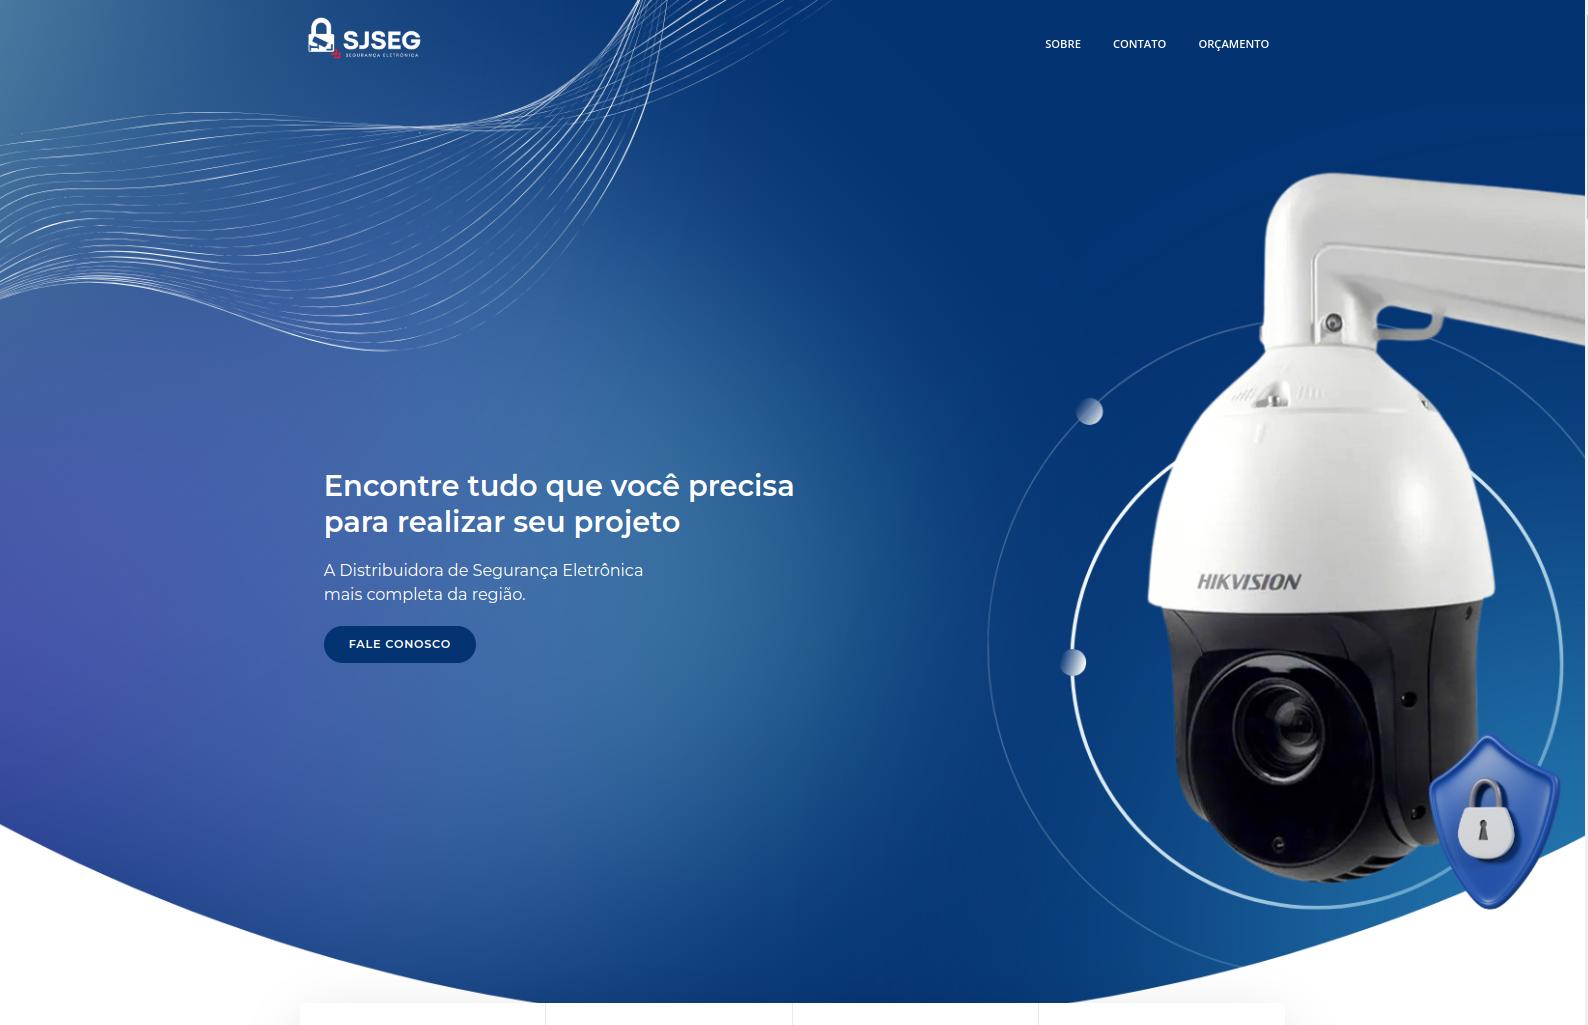 SJSEG
SEGURANÇA ELETRÔNICA
SOBRE
CONTATO
ORÇAMENTO
Encontre tudo que você precisa
para realizar seu projeto
A Distribuidora de Segurança Eletrônica
mais completa da região.
FALE CONOSCO
HIKVISION